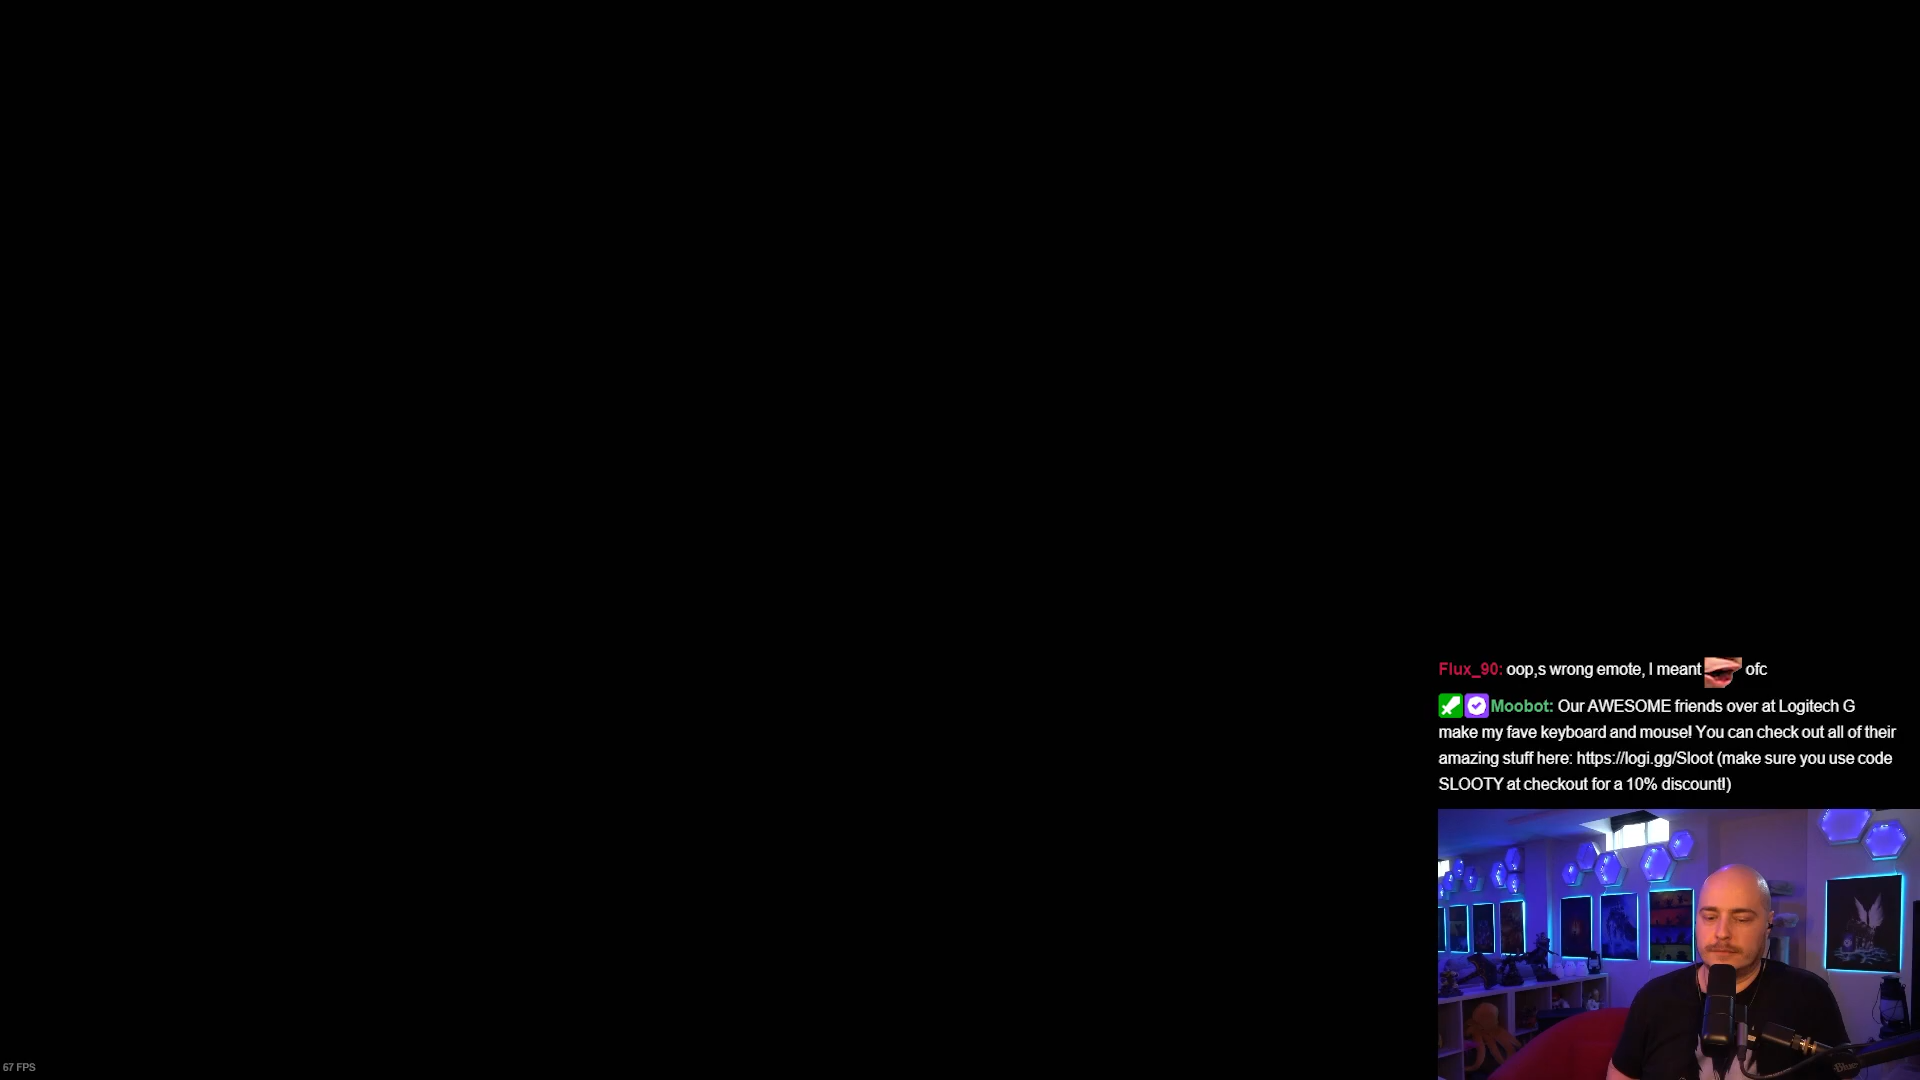 Flux_90: oop,s wrong emote, I meant ofc
Moobot: Our AWESOME friends over at Logitech G
make my fave keyboard and mouse! You can check out all of their
amazing stuff here: https://logi.gg/Sloot (make sure you use code
SLOOTY at checkout for a 10% discount!)
Blue
67 FPS